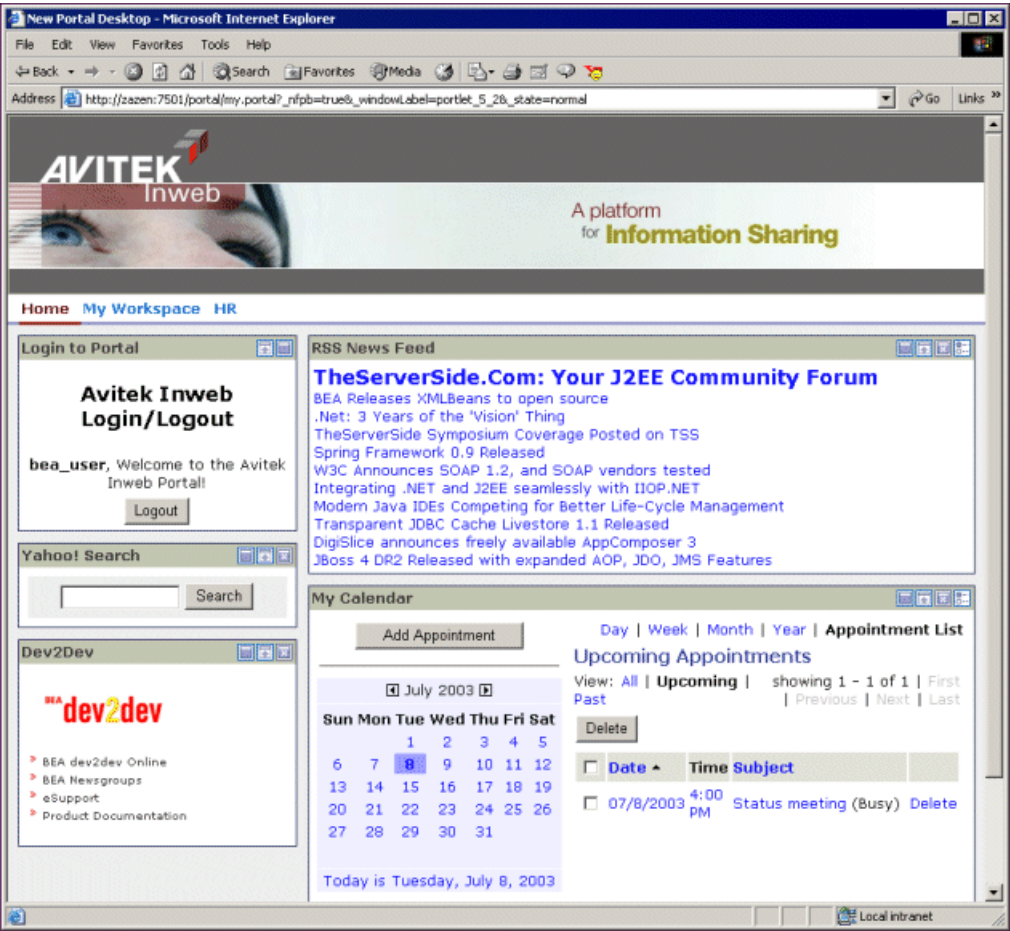 New Portal Desktop - Microsoft Internet Explorer
File Edit View Favorites Tools Help
Back Search Favorites Media
Address http://zazen:7501/portal/my.portal?_nfpb=true&_windowLabel=portlet_5_2&_state=normal Go Links »
AVITEK
Inweb
A platform
for Information Sharing
Home My Workspace HR
Login to Portal
Avitek Inweb
Login/Logout
bea_user, Welcome to the Avitek
Inweb Portal!
Logout
Yahoo! Search
Search
Dev2Dev
BEA dev2dev
BEA dev2dev Online
BEA Newsgroups
eSupport
Product Documentation
RSS News Feed
TheServerSide.Com: Your J2EE Community Forum
BEA Releases XMLBeans to open source
.Net: 3 Years of the 'Vision' Thing
TheServerSide Symposium Coverage Posted on TSS
Spring Framework 0.9 Released
W3C Announces SOAP 1.2, and SOAP vendors tested
Integrating .NET and J2EE seamlessly with IIOP.NET
Modern Java IDEs Competing for Better Life-Cycle Management
Transparent JDBC Cache Livestore 1.1 Released
DigiSlice announces freely available AppComposer 3
JBoss 4 DR2 Released with expanded AOP, JDO, JMS Features
My Calendar
Add Appointment
July 2003
Sun Mon Tue Wed Thu Fri Sat
1 2 3 4 5
6 7 8 9 10 11 12
13 14 15 16 17 18 19
20 21 22 23 24 25 26
27 28 29 30 31
Today is Tuesday, July 8, 2003
Day | Week | Month | Year | Appointment List
Upcoming Appointments
View: All | Upcoming | showing 1 - 1 of 1 | First
Past | Previous | Next | Last
Delete
Date Time Subject
07/8/2003 4:00 PM Status meeting (Busy) Delete
Local intranet